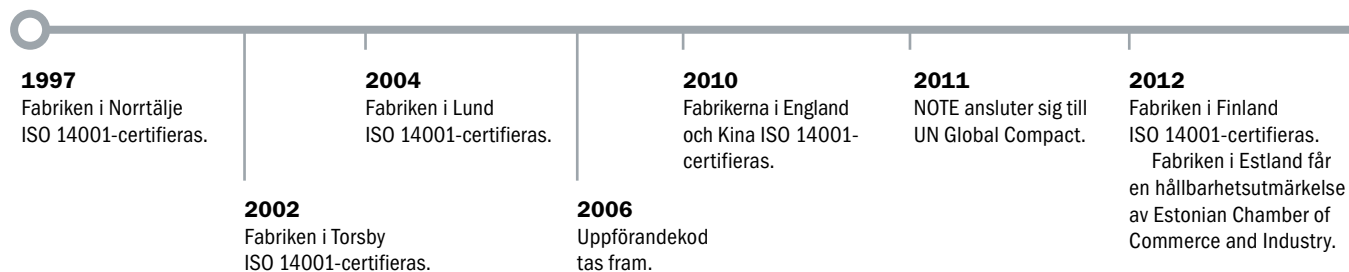 1997
Fabriken i Norrtälje
ISO 14001-certifieras.
2002
Fabriken i Torsby
ISO 14001-certifieras.
2004
Fabriken i Lund
ISO 14001-certifieras.
2006
Uppförandekod
tas fram.
2010
Fabrikerna i England
och Kina ISO 14001-
certifieras.
2011
NOTE ansluter sig till
UN Global Compact.
2012
Fabriken i Finland
ISO 14001-certifieras.
Fabriken i Estland får
en hållbarhetsutmärkelse
av Estonian Chamber of
Commerce and Industry.